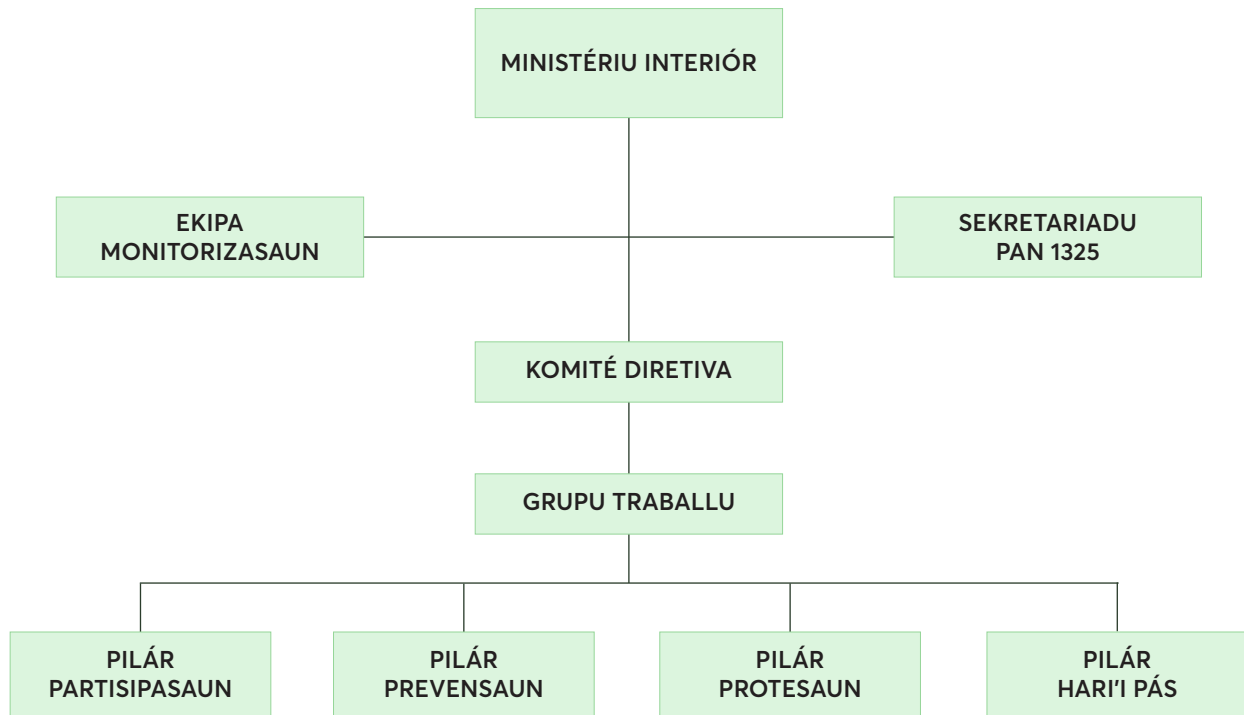 MINISTÉRIU INTERIÓR
EKIPA
MONITORIZASAUN
SEKRETARIADU
PAN 1325
KOMITÉ DIRETIVA
GRUPU TRABALLU
PILÁR
PARTISIPASAUN
PILÁR
PREVENSAUN
PILÁR
PROTESAUN
PILÁR
HARI'I PÁS